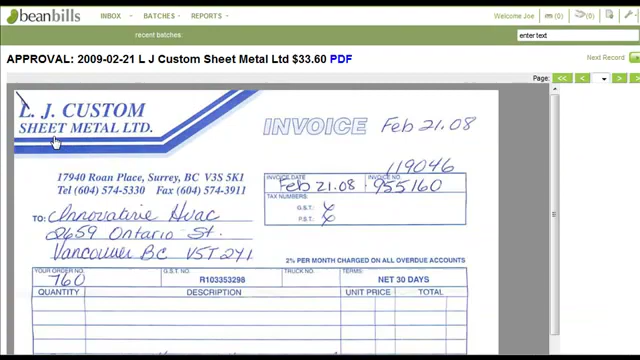 beanbills
INBOX BATCHES REPORTS Welcome Joe (0) (0)
recent batches: enter text
APPROVAL: 2009-02-21 L J Custom Sheet Metal Ltd $33.60 PDF Next Record
Page: << < > >>
L. J. CUSTOM
SHEET METAL LTD.
INVOICE Feb 21.08
119046
17940 Roan Place, Surrey, BC V3S 5K1
Tel (604) 574-5330 Fax (604) 574-3911
INVOICE DATE INVOICE NO.
Feb 21.08 955160
TAX NUMBERS:
G.S.T.
P.S.T.
TO: Innovative Hvac
2659 Ontario St.
Vancouver BC V5T 2Y1
2% PER MONTH CHARGED ON ALL OVERDUE ACCOUNTS
YOUR ORDER NO. G.S.T. NO. TRUCK NO. TERMS:
760 R103353298 NET 30 DAYS
QUANTITY DESCRIPTION UNIT PRICE TOTAL